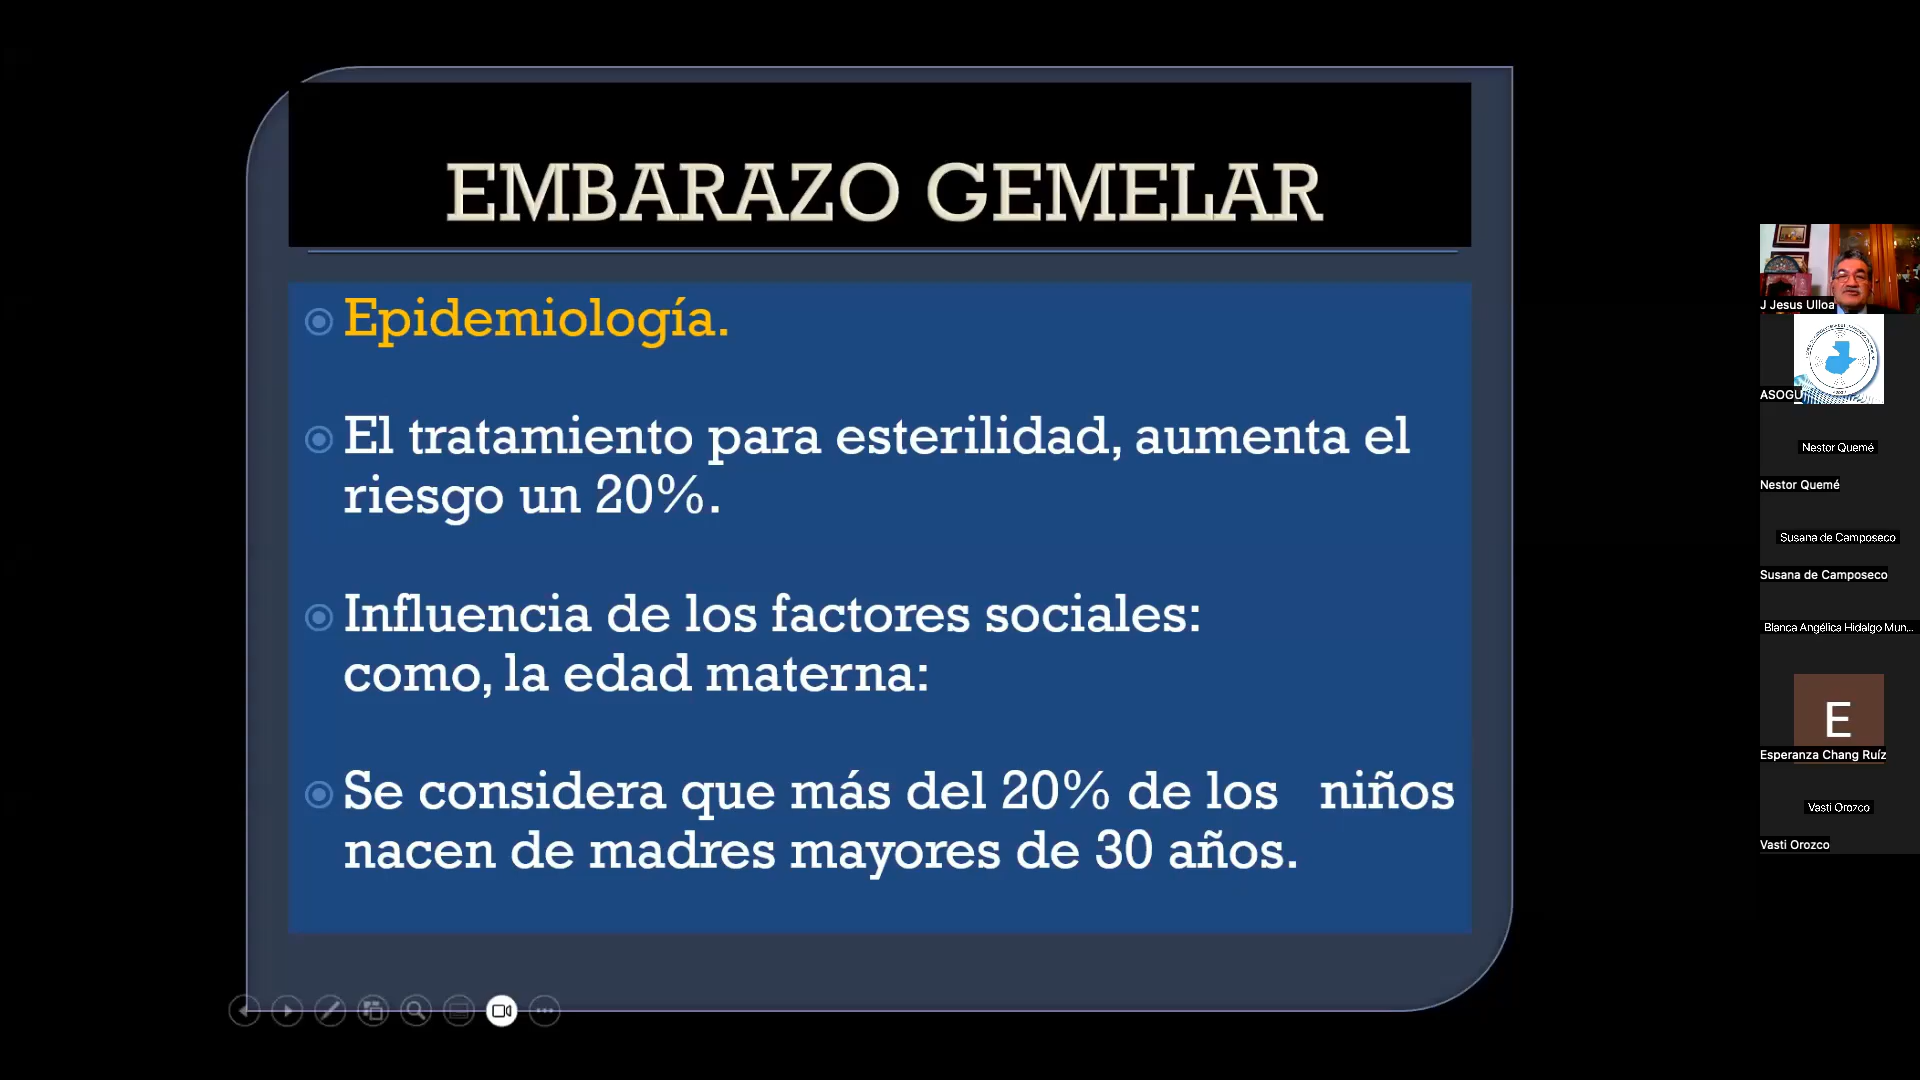 EMBARAZO GEMELAR
Epidemiología.
El tratamiento para esterilidad, aumenta el
riesgo un 20%.
Influencia de los factores sociales:
como, la edad materna:
Se considera que más del 20% de los niños
nacen de madres mayores de 30 años.
J Jesus Ulloa
ASOGU
Nestor Quemé
Nestor Quemé
Susana de Camposeco
Susana de Camposeco
Blanca Angélica Hidalgo Mun...
E
Esperanza Chang Ruíz
Vasti Orozco
Vasti Orozco